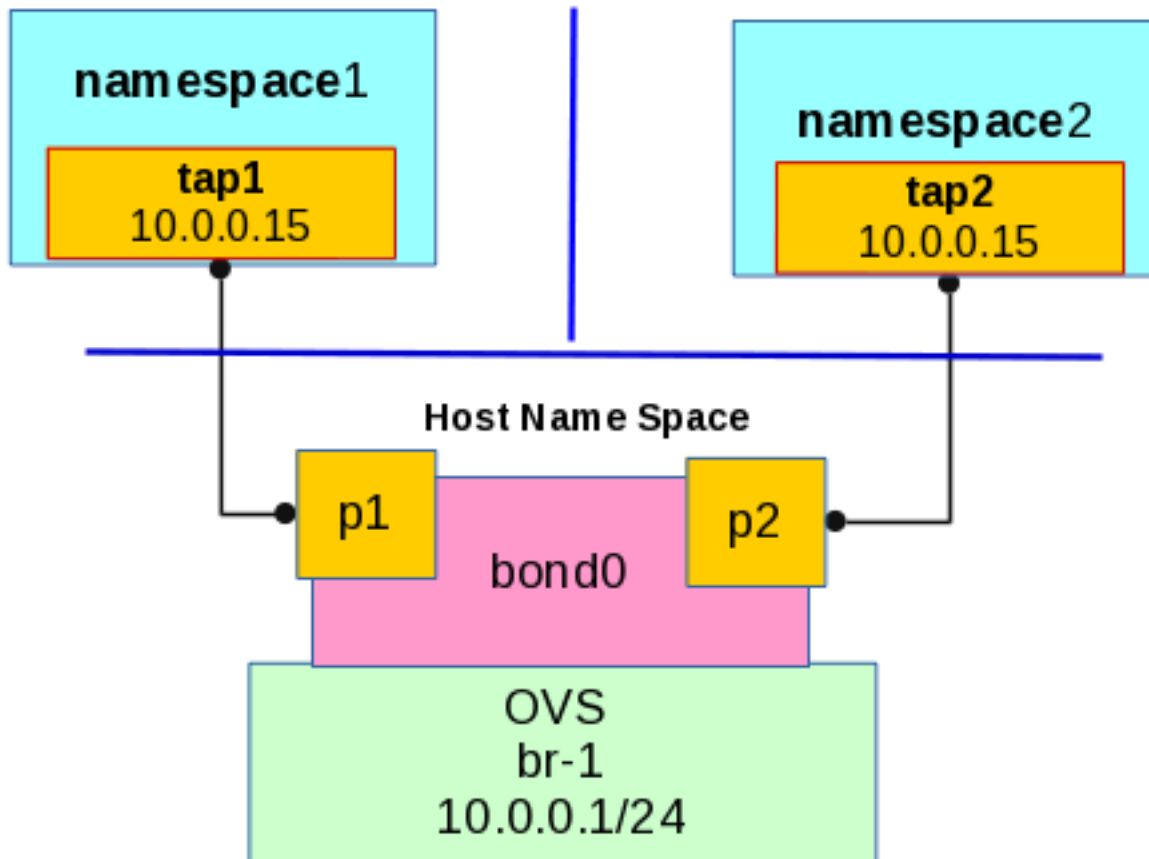 namespace1
tap1
10.0.0.15
namespace2
tap2
10.0.0.15
Host Name Space
p1
bond0
p2
OVS
br-1
10.0.0.1/24